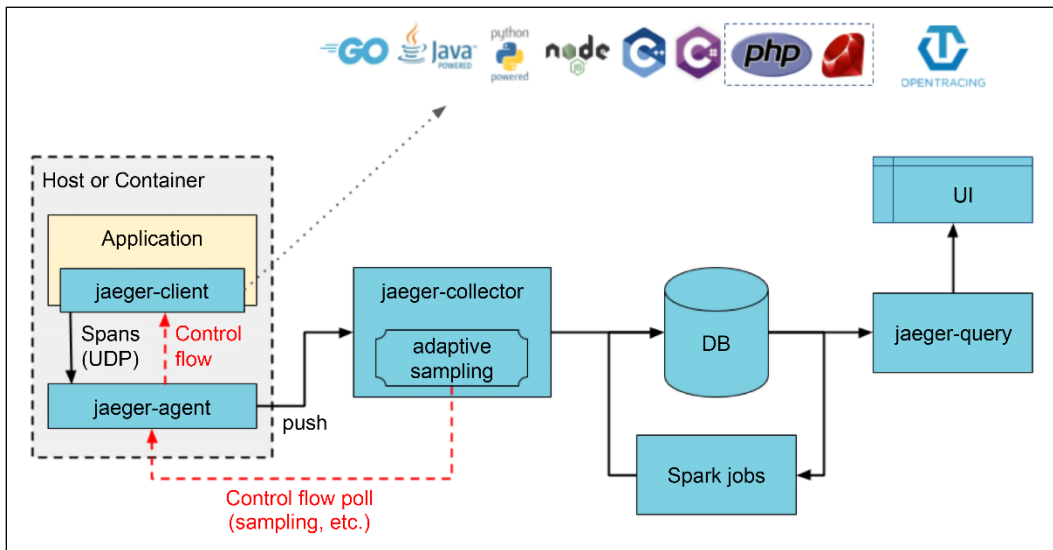 GO
Java
POWERED
python
powered
node
JS
C++
C#
php
OPENTRACING
Host or Container
Application
jaeger-client
Spans
(UDP)
Control
flow
jaeger-agent
push
jaeger-collector
adaptive
sampling
Control flow poll
(sampling, etc.)
DB
Spark jobs
jaeger-query
UI